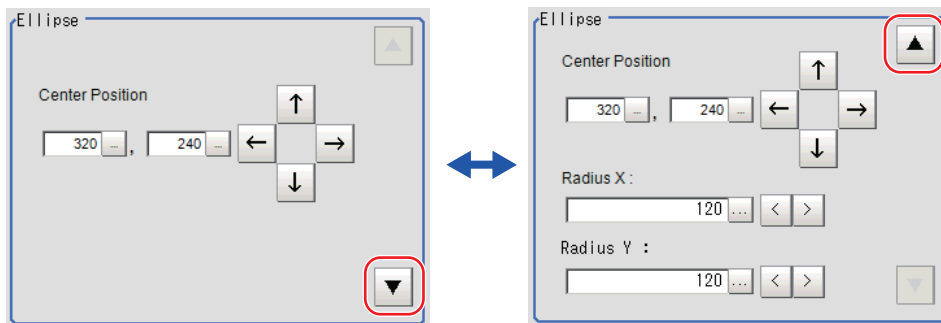 Ellipse
Center Position
320 ... , 240 ...
Ellipse
Center Position
320 ... , 240 ...
Radius X :
120 ... < >
Radius Y :
120 ... < >